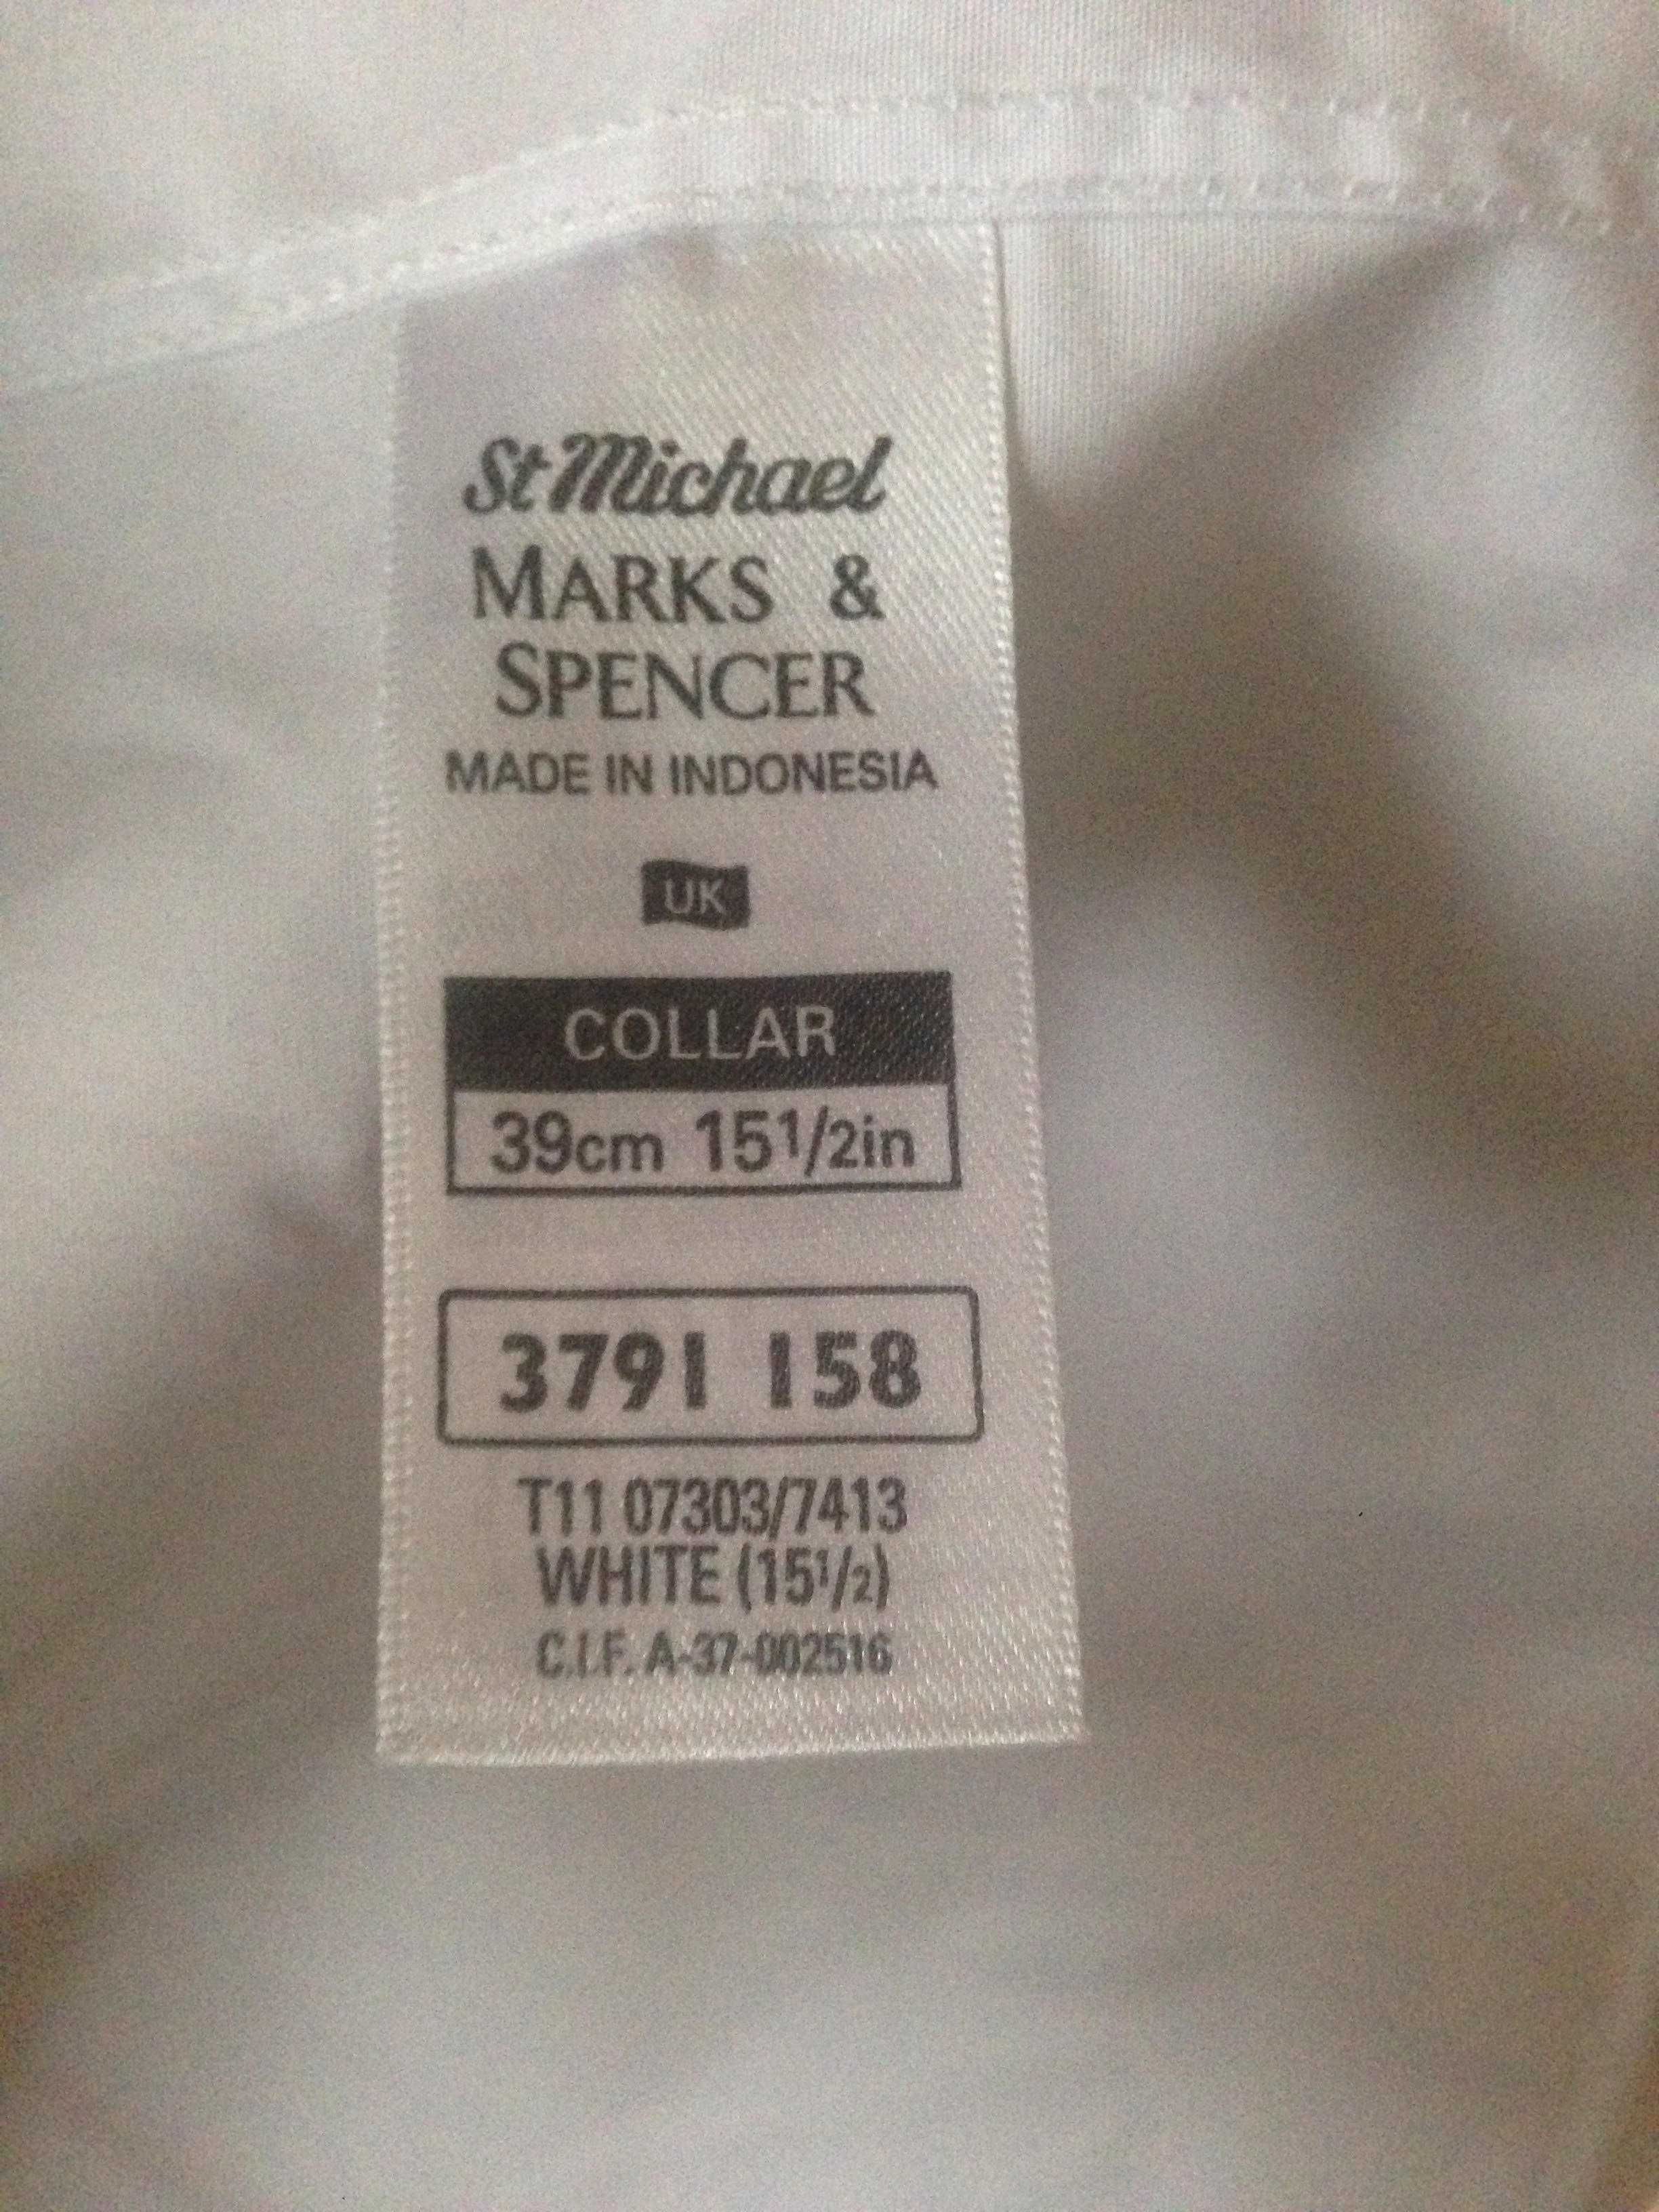 St Michael
MARKS &
SPENCER
MADE IN INDONESIA
UK
COLLAR
39cm 151/2in
3791 158
T11 07303/7413
WHITE (151/2)
C.I.F. A-37-002516